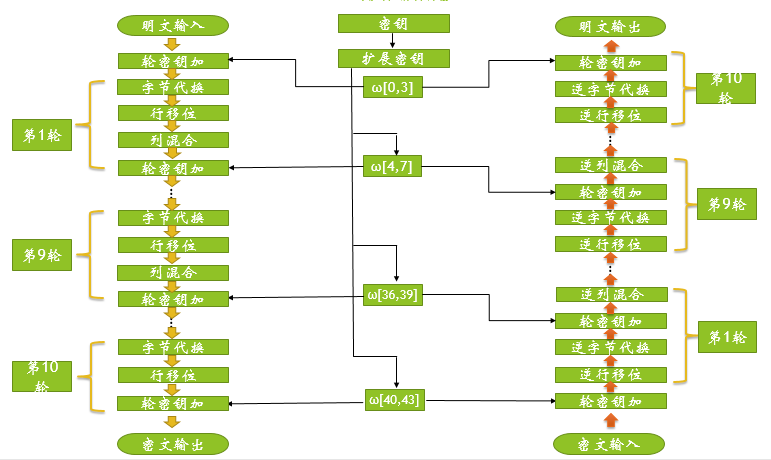 明文输入
轮密钥加
字节代换
行移位
列混合
轮密钥加
字节代换
行移位
列混合
轮密钥加
字节代换
行移位
轮密钥加
密文输出
第1轮
第9轮
第10
轮
密钥
扩展密钥
ω[0,3]
ω[4,7]
ω[36,39]
ω[40,43]
明文输出
轮密钥加
逆字节代换
逆行移位
逆列混合
轮密钥加
逆字节代换
逆行移位
逆列混合
轮密钥加
逆字节代换
逆行移位
轮密钥加
密文输入
第10
轮
第9轮
第1轮